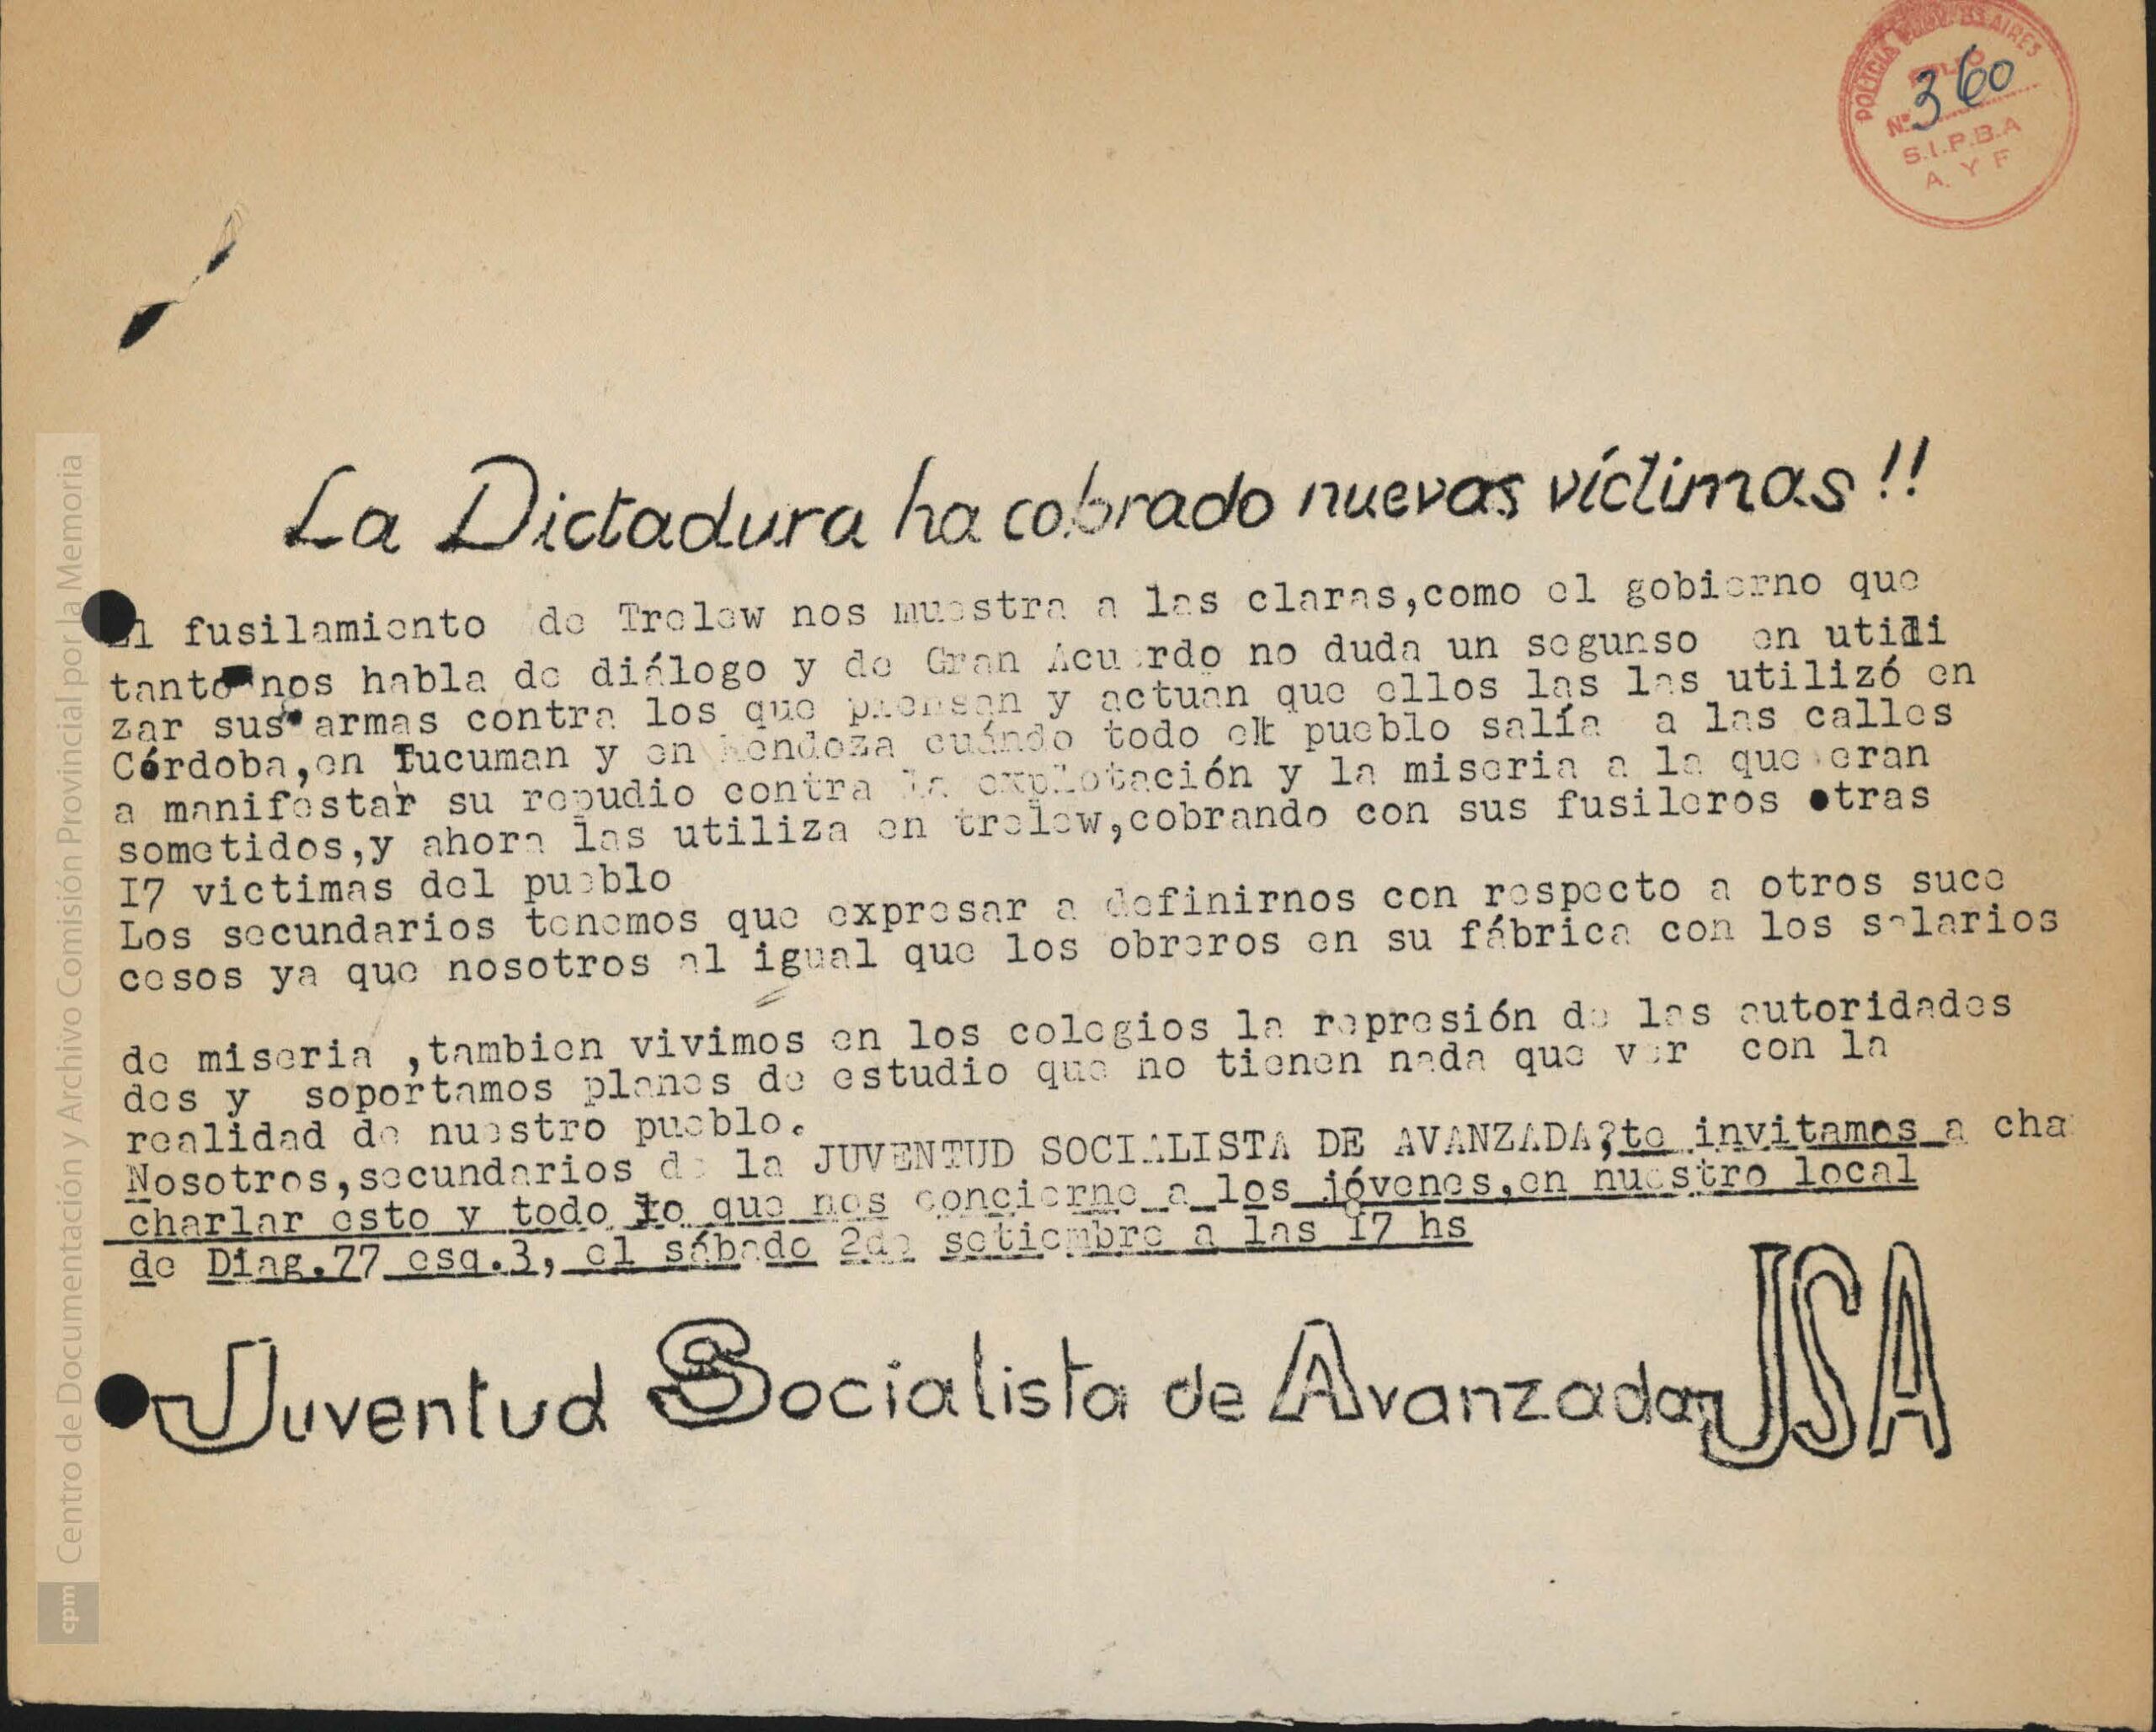 POLICIA BUENOS AIRES
FOLIO
Nº 360
S.I.P.B.A
A. Y F
La Dictadura ha cobrado nuevas víctimas!!
El fusilamiento de Trelew nos muestra a las claras,como el gobierno que
tanto nos habla de diálogo y de Gran Acuerdo no duda un segunso en utili
zar sus armas contra los que piensan y actuan que ellos las las utilizó en
Córdoba,en Tucuman y en Mendoza cuándo todo elt pueblo salía a las calles
a manifestar su repudio contra la explotación y la miseria a la que eran
sometidos,y ahora las utiliza en trelew,cobrando con sus fusileros otras
I7 victimas del pueblo
Los secundarios tenemos que expresar a definirnos con respecto a otros suce
cesos ya que nosotros al igual que los obreros en su fábrica con los salarios
de miseria ,tambien vivimos en los colegios la represión de las autoridades
des y soportamos planes de estudio que no tienen nada que ver con la
realidad de nuestro pueblo.
Nosotros,secundarios de la JUVENTUD SOCIALISTA DE AVANZADA?te invitamos a cha
charlar esto y todo lo que nos concierne a los jóvenes,en nuestro local
de Diag.77 esq.3, el sábado 2de setiembre a las I7 hs
Juventud Socialista de Avanzada JSA
cpm Centro de Documentación y Archivo Comisión Provincial por la Memoria